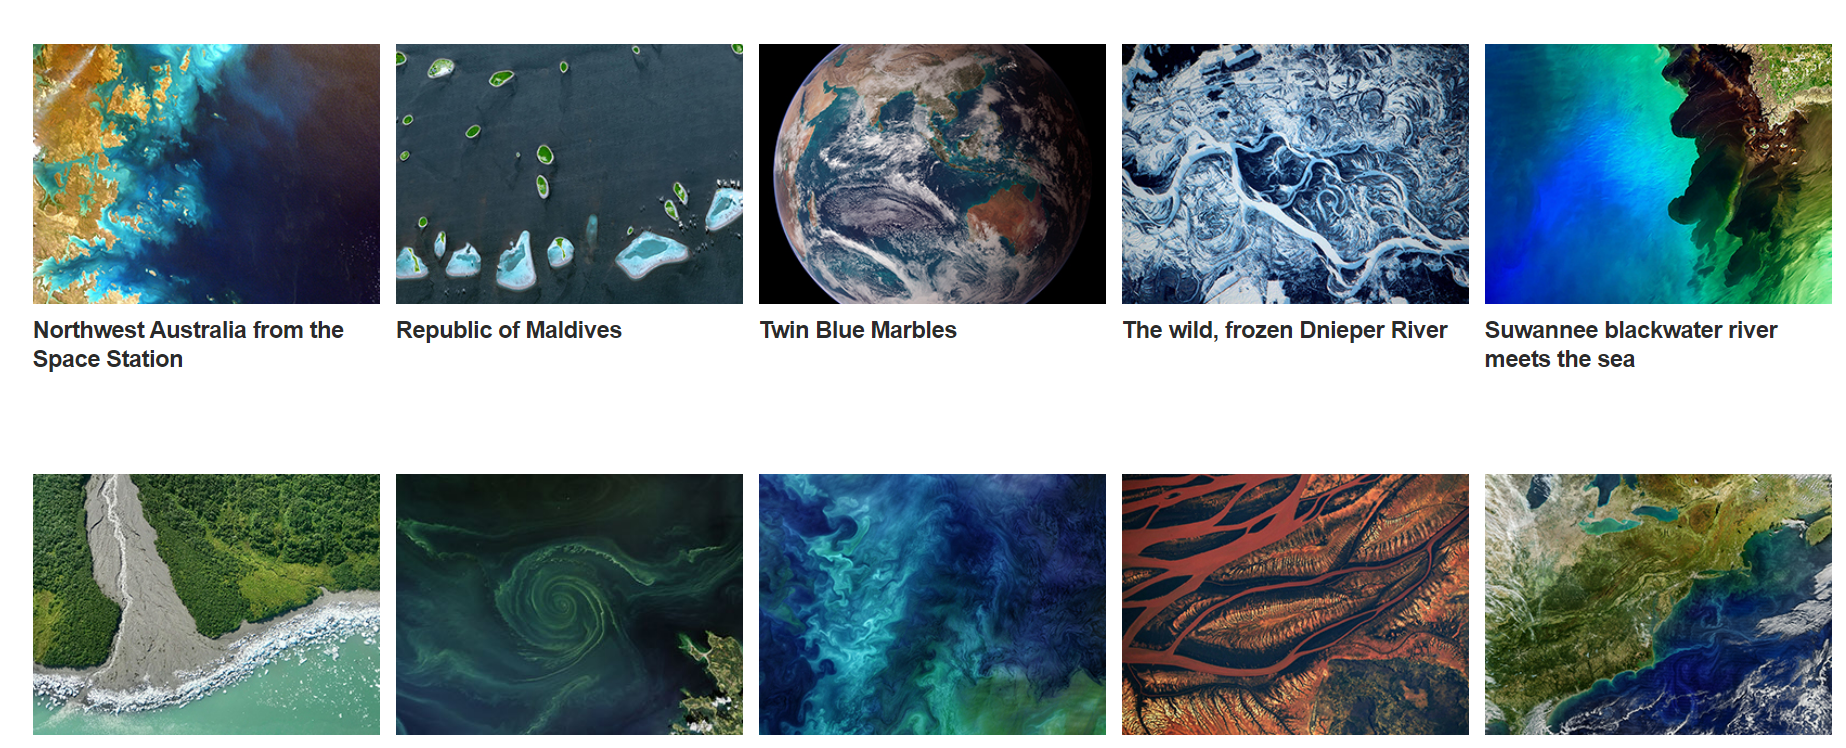 Northwest Australia from the
Space Station
Republic of Maldives
Twin Blue Marbles
The wild, frozen Dnieper River
Suwannee blackwater river
meets the sea